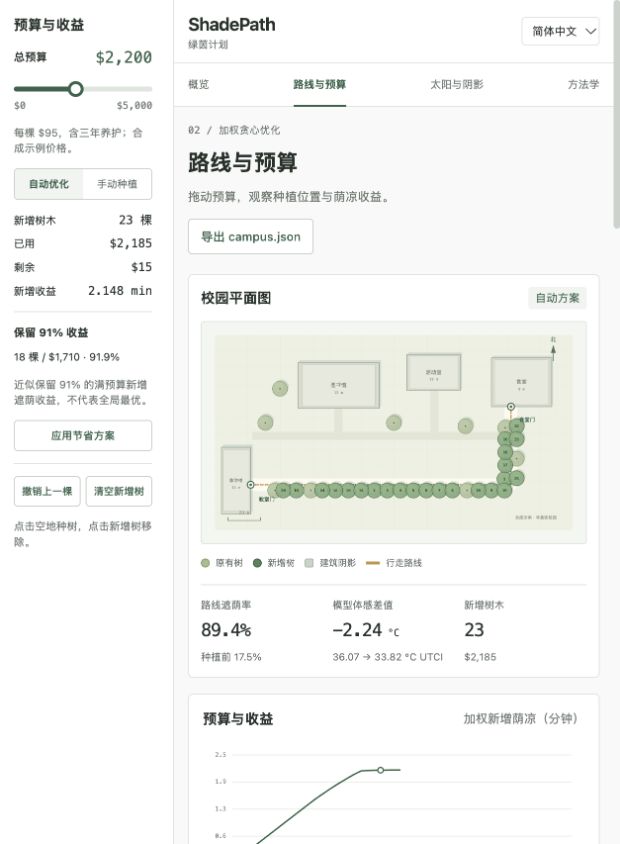 预算与收益
总预算
$2,200
$0
$5,000
每棵 $95，含三年养护；合
成示例价格。
自动优化
手动种植
新增树木
23 棵
已用
$2,185
剩余
$15
新增收益
2.148 min
保留 91% 收益
18 棵 / $1,710 · 91.9%
近似保留 91% 的满预算新增
遮荫收益，不代表全局最优。
应用节省方案
撤销上一棵
清空新增树
点击空地种树，点击新增树移
除。
ShadePath
绿茵计划
简体中文
概览
路线与预算
太阳与阴影
方法学
02 / 加权贪心优化
路线与预算
拖动预算，观察种植位置与荫凉收益。
导出 campus.json
校园平面图
自动方案
北
原有树
新增树
建筑阴影
行走路线
路线遮荫率
模型体感差值
新增树木
89.4%
−2.24 °C
23
种植前 17.5%
36.07 → 33.82 °C UTCI
$2,185
预算与收益
加权新增荫凉（分钟）
2.5
1.9
1.3
0.6